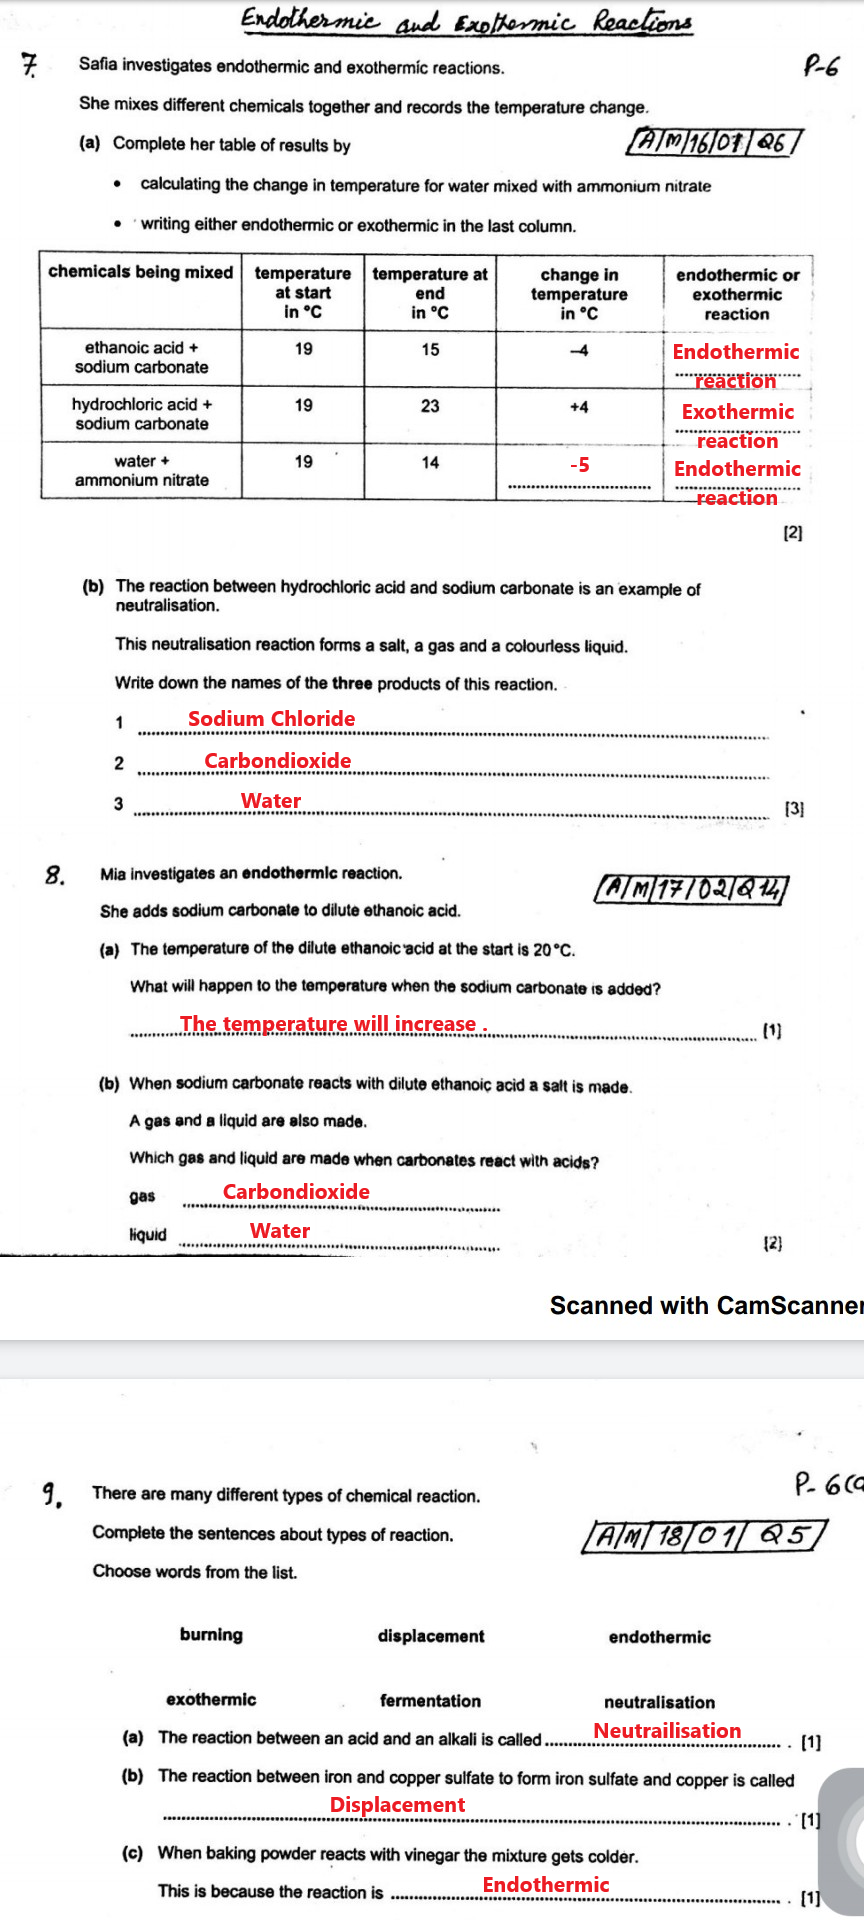 Endothermic and Exothermic Reactions
7. Safia investigates endothermic and exothermic reactions. P-6
She mixes different chemicals together and records the temperature change.
(a) Complete her table of results by A/M/16/01/Q6/
• calculating the change in temperature for water mixed with ammonium nitrate
• writing either endothermic or exothermic in the last column.
chemicals being mixed temperature at start in °C temperature at end in °C change in temperature in °C endothermic or exothermic reaction
ethanoic acid + sodium carbonate 19 15 –4 Endothermic reaction
hydrochloric acid + sodium carbonate 19 23 +4 Exothermic reaction
water + ammonium nitrate 19 14 -5 Endothermic reaction
[2]
(b) The reaction between hydrochloric acid and sodium carbonate is an example of
neutralisation.
This neutralisation reaction forms a salt, a gas and a colourless liquid.
Write down the names of the three products of this reaction.
1 Sodium Chloride
2 Carbondioxide
3 Water [3]
8. Mia investigates an endothermic reaction. A/M/17/02/Q14/
She adds sodium carbonate to dilute ethanoic acid.
(a) The temperature of the dilute ethanoic acid at the start is 20 °C.
What will happen to the temperature when the sodium carbonate is added?
The temperature will increase . [1]
(b) When sodium carbonate reacts with dilute ethanoic acid a salt is made.
A gas and a liquid are also made.
Which gas and liquid are made when carbonates react with acids?
gas Carbondioxide
liquid Water [2]
Scanned with CamScanner
P- 6(a
9. There are many different types of chemical reaction.
Complete the sentences about types of reaction. /A/M/18/01/Q5/
Choose words from the list.
burning displacement endothermic
exothermic fermentation neutralisation
(a) The reaction between an acid and an alkali is called Neutrailisation . [1]
(b) The reaction between iron and copper sulfate to form iron sulfate and copper is called
Displacement . [1]
(c) When baking powder reacts with vinegar the mixture gets colder.
This is because the reaction is Endothermic . [1]